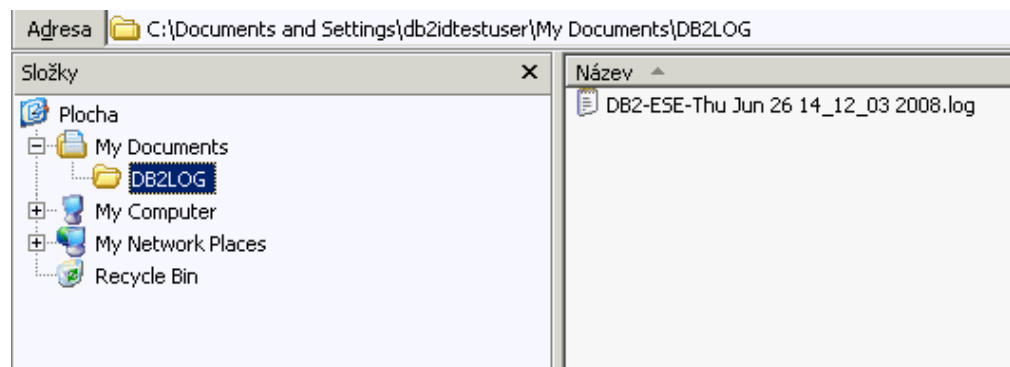 Adresa C:\Documents and Settings\db2idtestuser\My Documents\DB2LOG
Složky
Plocha
My Documents
DB2LOG
My Computer
My Network Places
Recycle Bin
Název
DB2-ESE-Thu Jun 26 14_12_03 2008.log